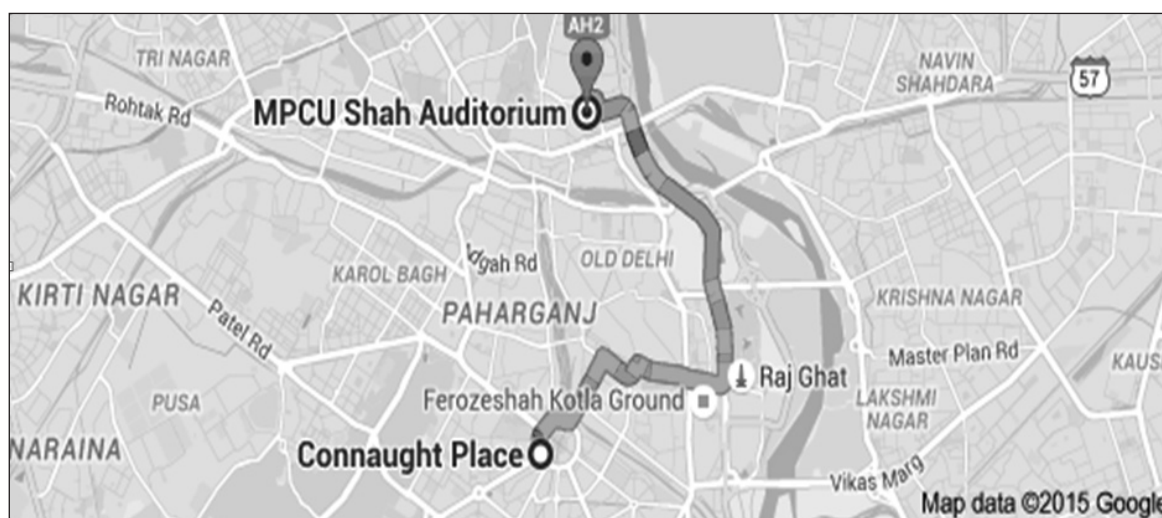 AH2
TRI NAGAR
NAVIN
SHAHDARA
57
Rohtak Rd
MPCU Shah Auditorium
dgah Rd
OLD DELHI
KAROL BAGH
KIRTI NAGAR
PAHARGANJ
KRISHNA NAGAR
Patel Rd
Master Plan Rd
KAUS
Raj Ghat
PUSA
Ferozeshah Kotla Ground
LAKSHMI
NAGAR
NARAINA
Connaught Place
Vikas Marg
Map data ©2015 Google